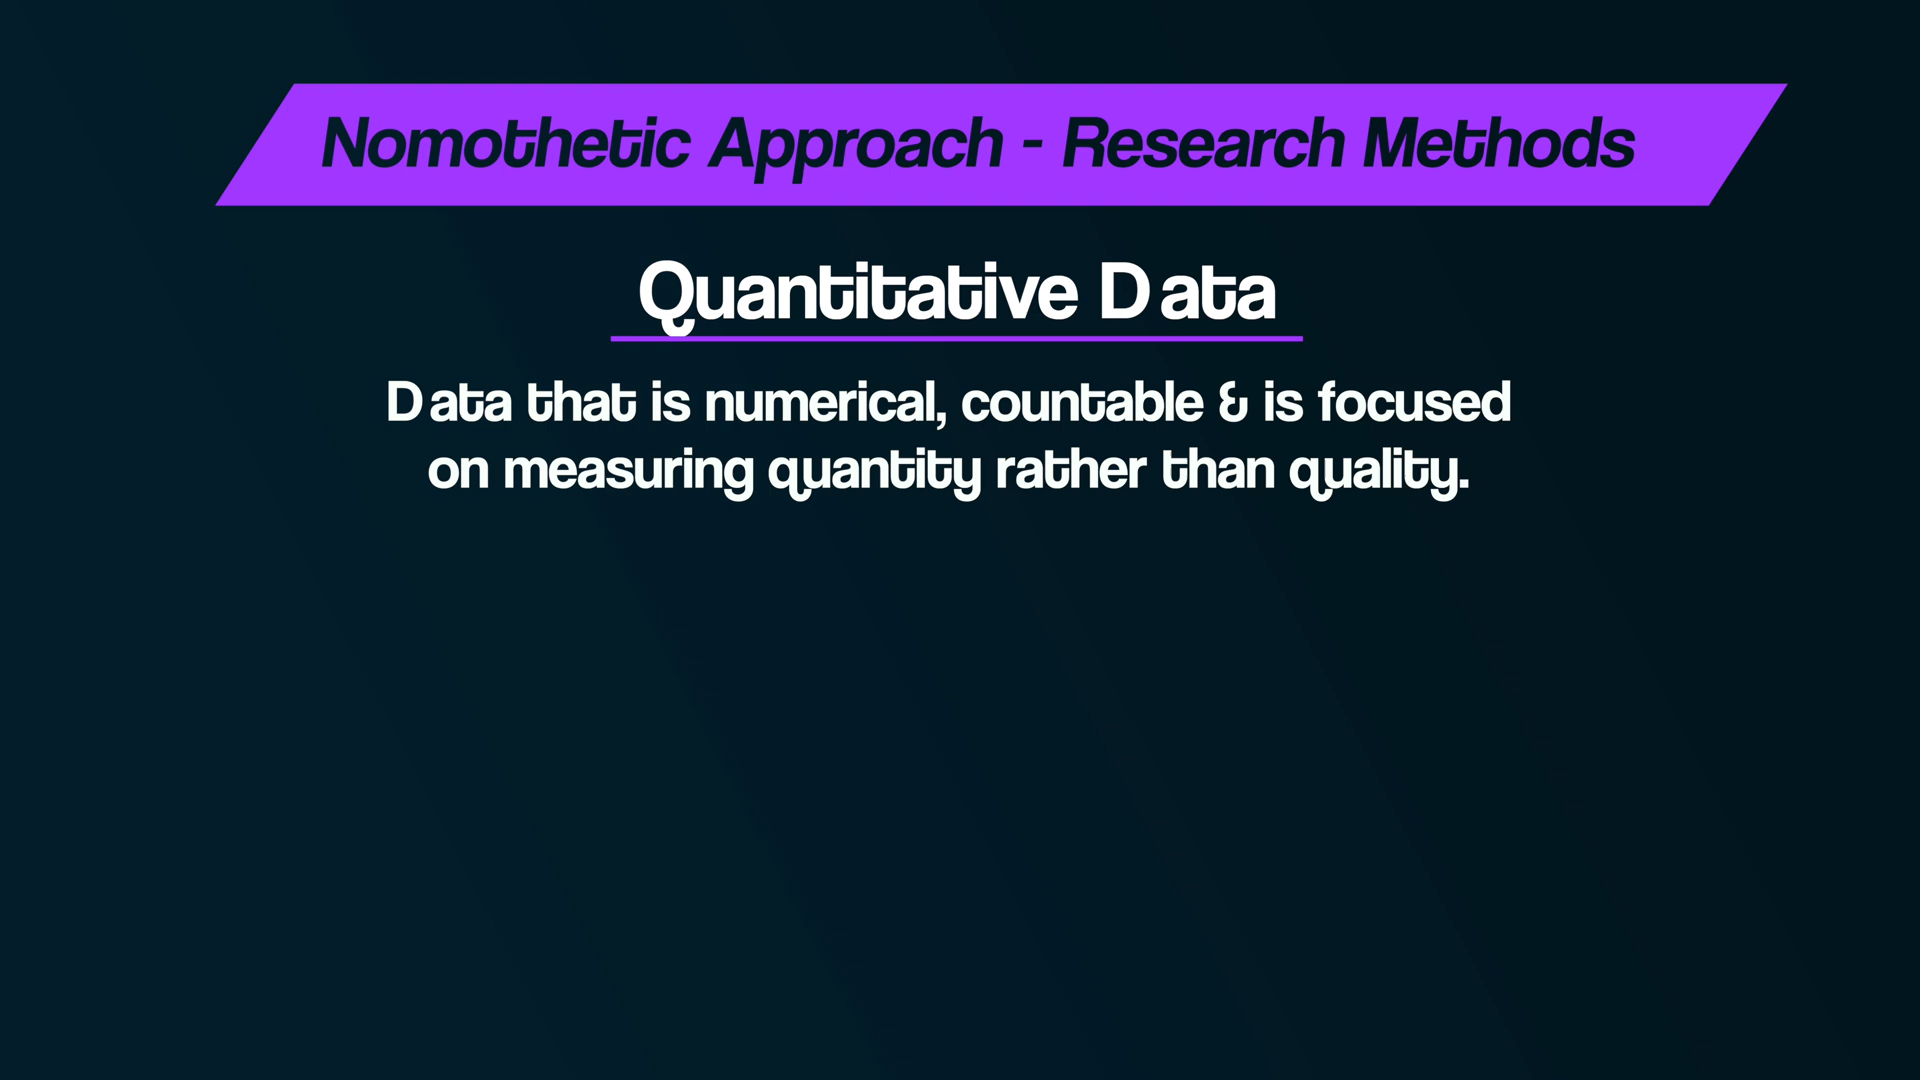 Nomothetic Approach - Research Methods
Quantitative Data
Data that is numerical, countable & is focused
on measuring quantity rather than quality.